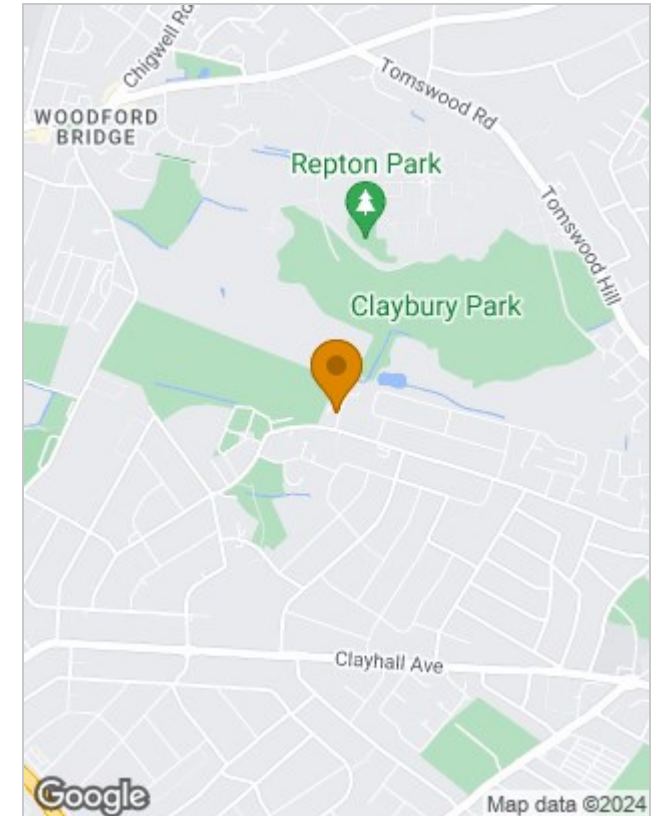 Chigwell Rd
Tomswood Rd
WOODFORD
BRIDGE
Repton Park
Tomswood Hill
Claybury Park
Clayhall Ave
Google
Map data ©2024